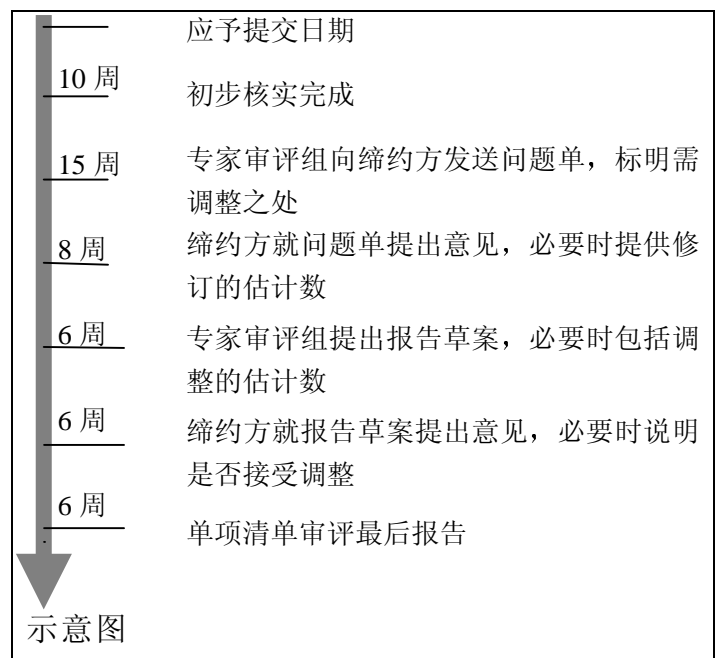 应予提交日期
10 周
初步核实完成
15 周
专家审评组向缔约方发送问题单，标明需
调整之处
8 周
缔约方就问题单提出意见，必要时提供修
订的估计数
6 周
专家审评组提出报告草案，必要时包括调
整的估计数
6 周
缔约方就报告草案提出意见，必要时说明
是否接受调整
6 周
单项清单审评最后报告
示意图